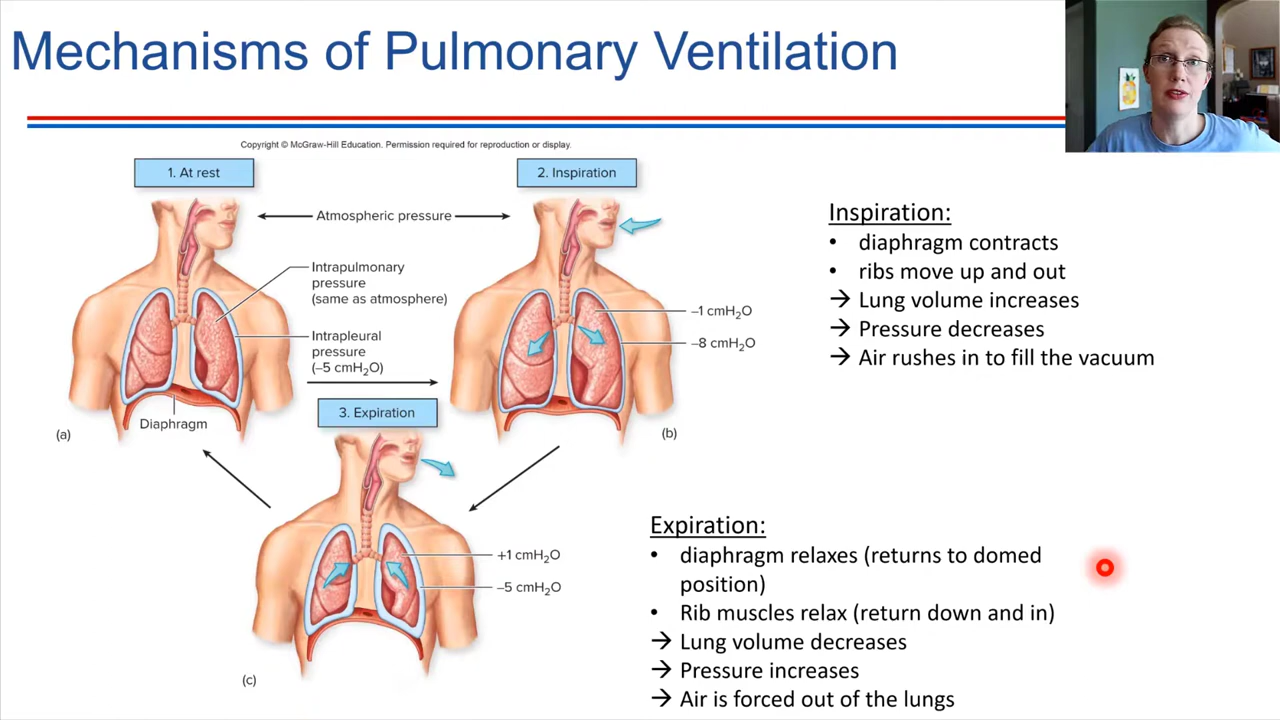 Mechanisms of Pulmonary Ventilation
Copyright © McGraw-Hill Education. Permission required for reproduction or display.
1. At rest
2. Inspiration
Atmospheric pressure
Intrapulmonary
pressure
(same as atmosphere)
Intrapleural
pressure
(–5 cmH₂O)
Diaphragm
(a)
–1 cmH₂O
–8 cmH₂O
(b)
3. Expiration
+1 cmH₂O
–5 cmH₂O
(c)
Inspiration:
• diaphragm contracts
• ribs move up and out
→ Lung volume increases
→ Pressure decreases
→ Air rushes in to fill the vacuum
Expiration:
• diaphragm relaxes (returns to domed
position)
• Rib muscles relax (return down and in)
→ Lung volume decreases
→ Pressure increases
→ Air is forced out of the lungs